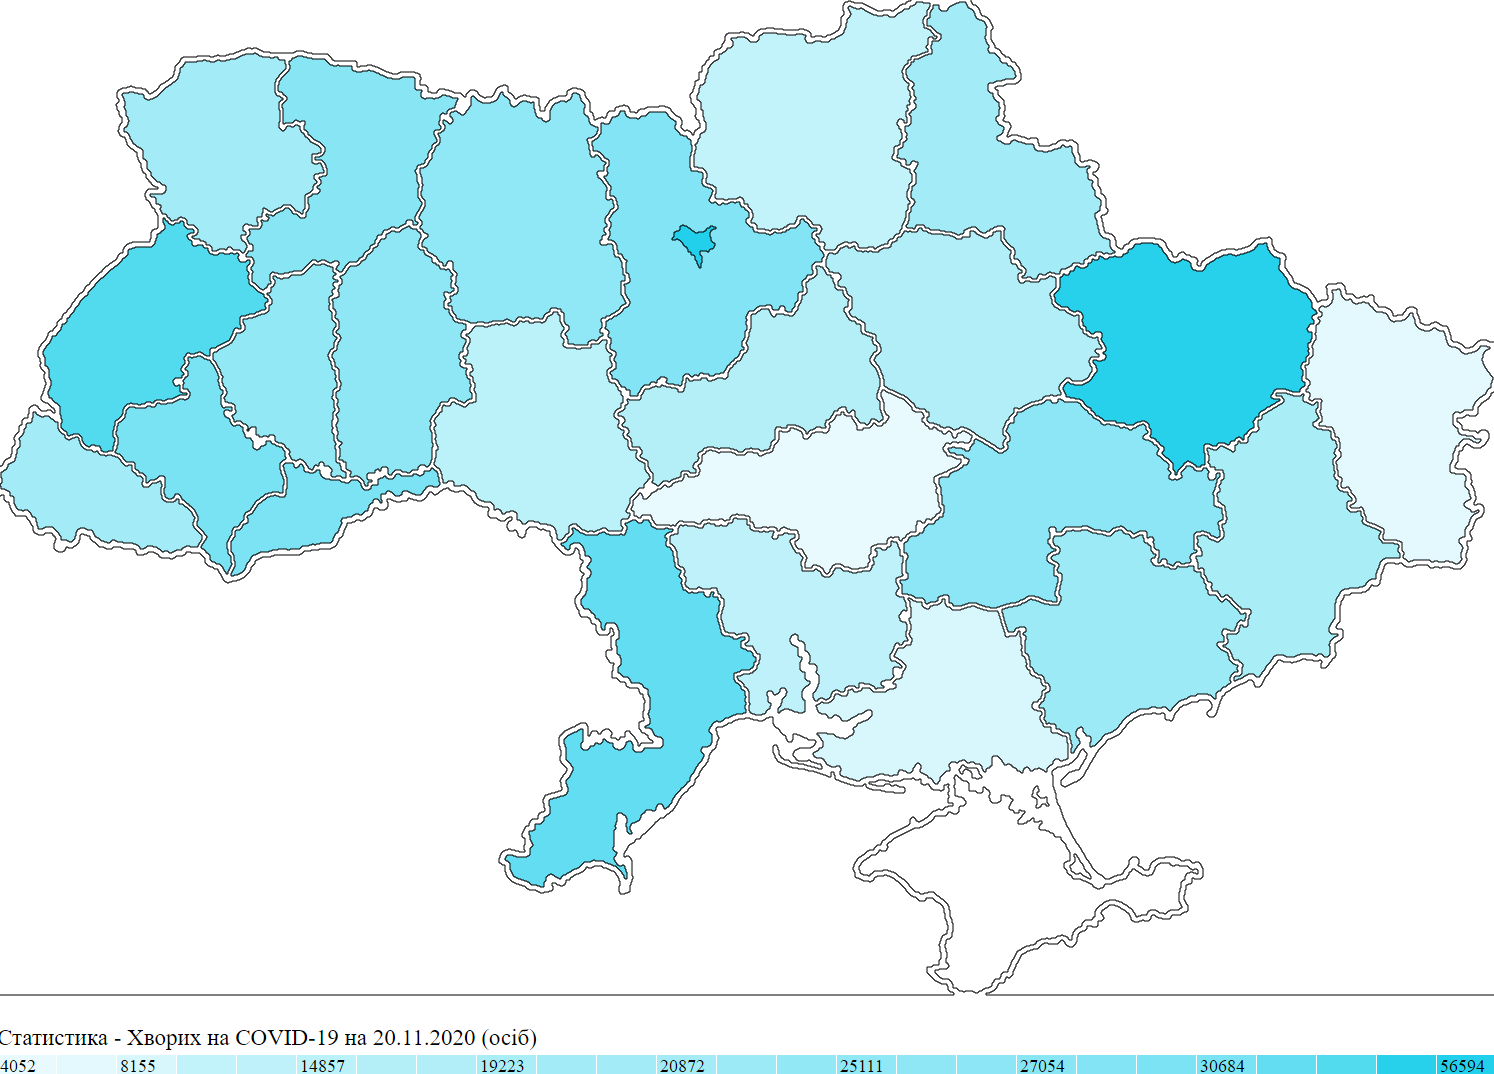 Статистика - Хворих на COVID-19 на 20.11.2020 (осіб)
4052 8155 14857 19223 20872 25111 27054 30684 56594